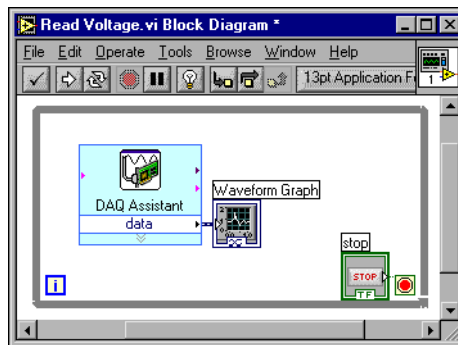 Read Voltage.vi Block Diagram *
File Edit Operate Tools Browse Window Help
13pt Application F
1
DAQ Assistant
data
Waveform Graph
stop
STOP
TF
i